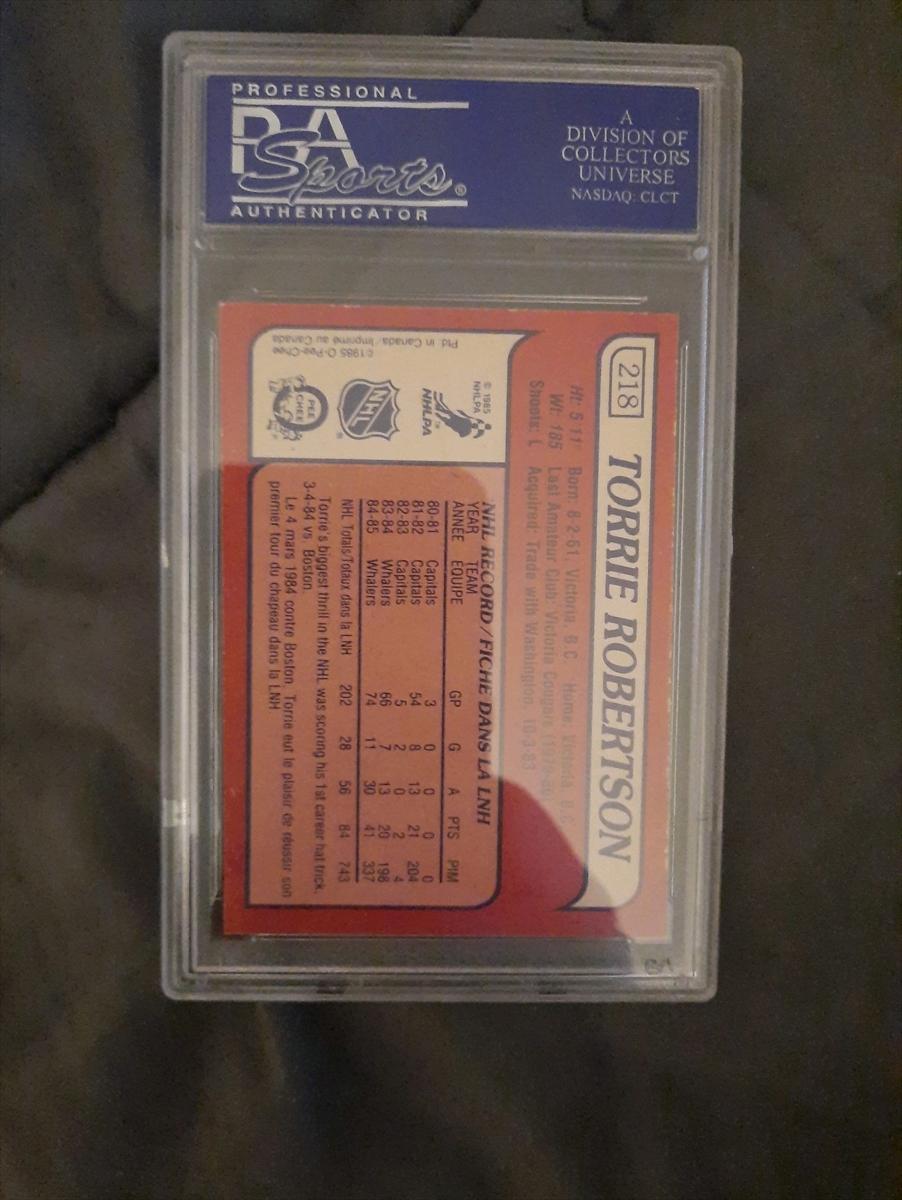 PROFESSIONAL
PSA
Sports®
AUTHENTICATOR
A
DIVISION OF
COLLECTORS
UNIVERSE
NASDAQ: CLCT
218
TORRIE ROBERTSON
Ht: 5'11" Born: 8-2-61, Victoria, B.C. Home: Victoria, B.C.
Wt: 185 Last Amateur Club: Victoria Cougars
Shoots: L Acquired: Trade with Washington, 10-3-83
© 1985
NHLPA
NHLPA™
NHL®
O
PEE
CHEE
Ptd. in Canada/Imprimé au Canada
©1985 O-Pee-Chee
NHL RECORD/FICHE DANS LA LNH
YEAR TEAM
ANNÉE ÉQUIPE GP G A PTS PIM
80-81 Capitals 3 0 0 0 0
81-82 Capitals 54 8 13 21 204
82-83 Capitals 5 2 0 2 4
83-84 Whalers 66 7 13 20 198
84-85 Whalers 74 11 30 41 337
NHL Totals/Totaux dans la LNH 202 28 56 84 743
Torrie's biggest thrill in the NHL was scoring his 1st career hat trick,
3-4-84 vs. Boston.
Le 4 mars 1984 contre Boston, Torrie eut le plaisir de réussir son
premier tour du chapeau dans la LNH